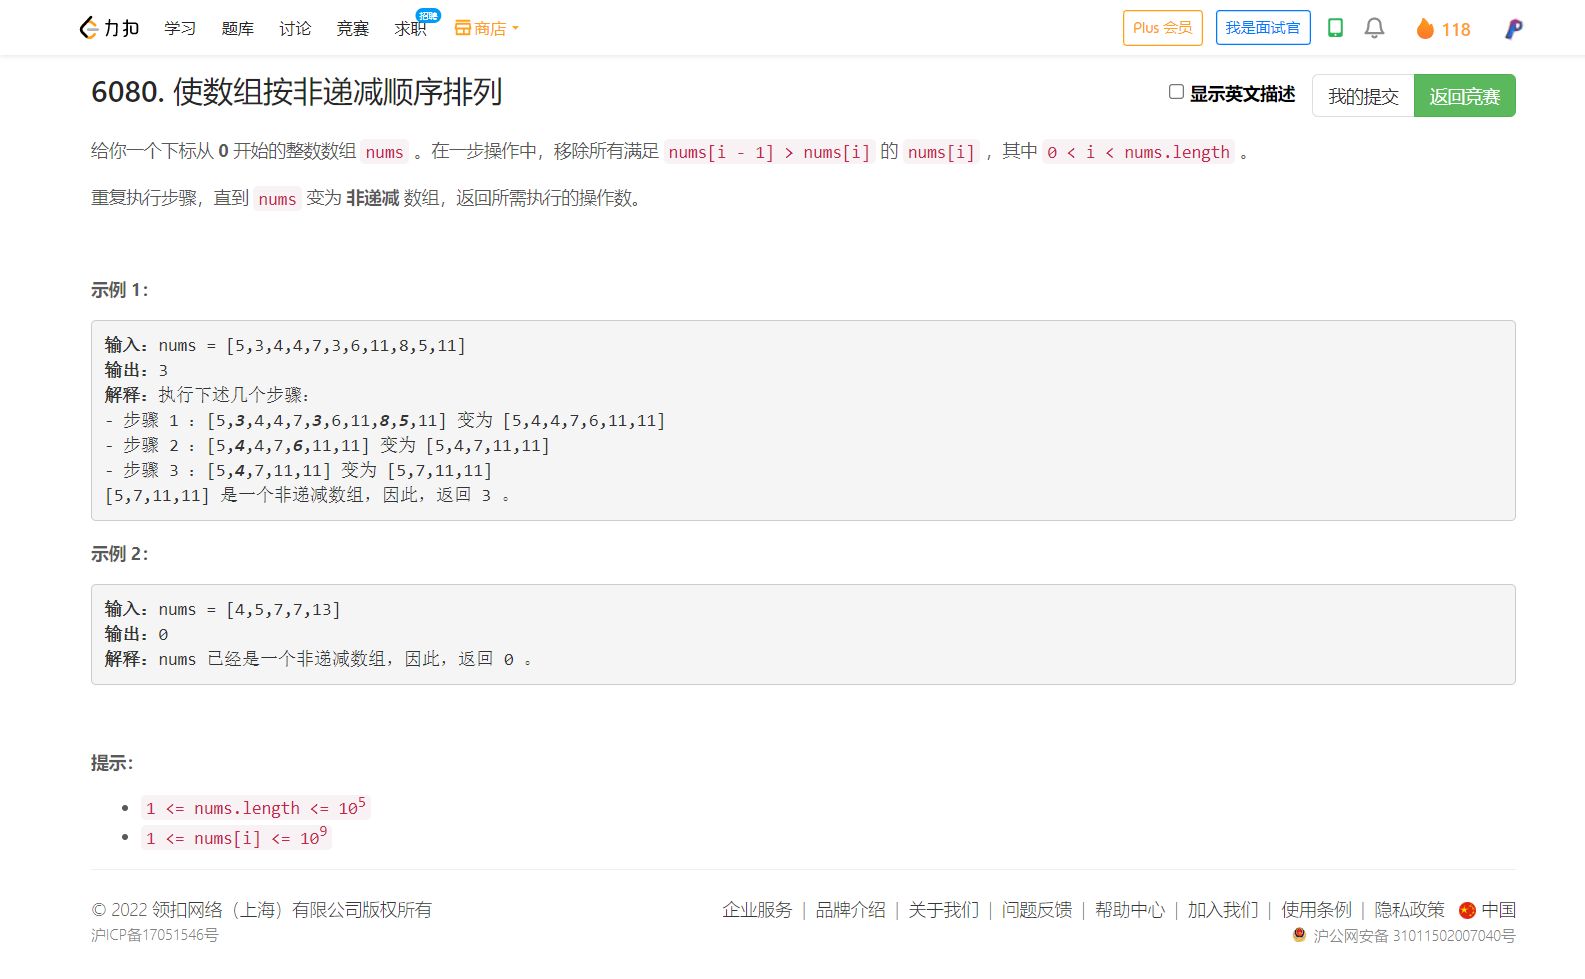 力扣 学习 题库 讨论 竞赛 求职 招聘 商店 Plus 会员 我是面试官 118
6080. 使数组按非递减顺序排列 显示英文描述 我的提交 返回竞赛
给你一个下标从 0 开始的整数数组 nums 。在一步操作中，移除所有满足 nums[i - 1] > nums[i] 的 nums[i] ，其中 0 < i < nums.length 。
重复执行步骤，直到 nums 变为 非递减 数组，返回所需执行的操作数。
示例 1：
输入：nums = [5,3,4,4,7,3,6,11,8,5,11]
输出：3
解释：执行下述几个步骤：
- 步骤 1 ：[5,3,4,4,7,3,6,11,8,5,11] 变为 [5,4,4,7,6,11,11]
- 步骤 2 ：[5,4,4,7,6,11,11] 变为 [5,4,7,11,11]
- 步骤 3 ：[5,4,7,11,11] 变为 [5,7,11,11]
[5,7,11,11] 是一个非递减数组，因此，返回 3 。
示例 2：
输入：nums = [4,5,7,7,13]
输出：0
解释：nums 已经是一个非递减数组，因此，返回 0 。
提示：
• 1 <= nums.length <= 10⁵
• 1 <= nums[i] <= 10⁹
© 2022 领扣网络（上海）有限公司版权所有 企业服务 | 品牌介绍 | 关于我们 | 问题反馈 | 帮助中心 | 加入我们 | 使用条例 | 隐私政策 中国
沪ICP备17051546号 沪公网安备 31011502007040号